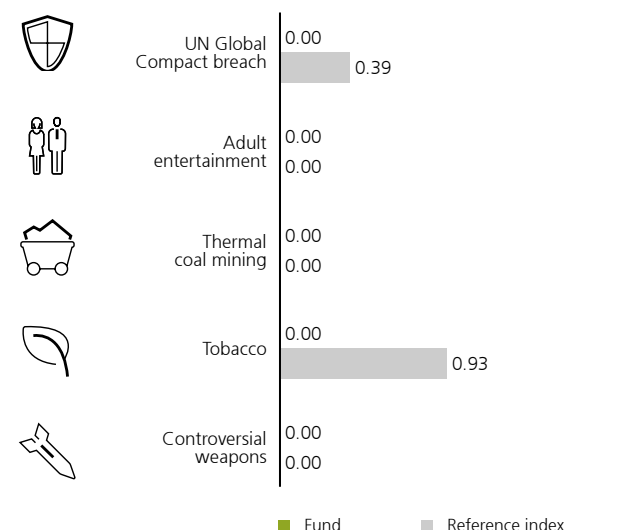 UN Global
Compact breach
0.00
0.39
Adult
entertainment
0.00
0.00
Thermal
coal mining
0.00
0.00
Tobacco
0.00
0.93
Controversial
weapons
0.00
0.00
Fund
Reference index